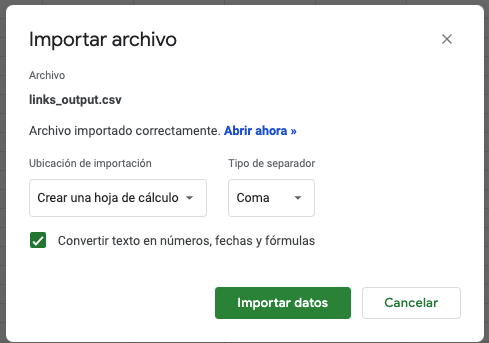 Importar archivo
Archivo
links_output.csv
Archivo importado correctamente. Abrir ahora »
Ubicación de importación
Tipo de separador
Crear una hoja de cálculo
Coma
Convertir texto en números, fechas y fórmulas
Importar datos
Cancelar